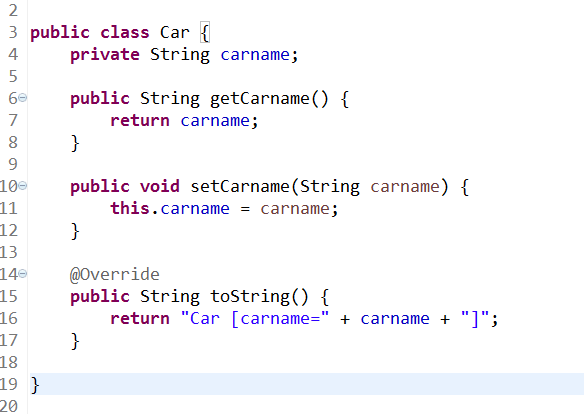 2
3 public class Car {
4     private String carname;
5
6     public String getCarname() {
7         return carname;
8     }
9
10     public void setCarname(String carname) {
11         this.carname = carname;
12     }
13
14     @Override
15     public String toString() {
16         return "Car [carname=" + carname + "]";
17     }
18
19 }
20